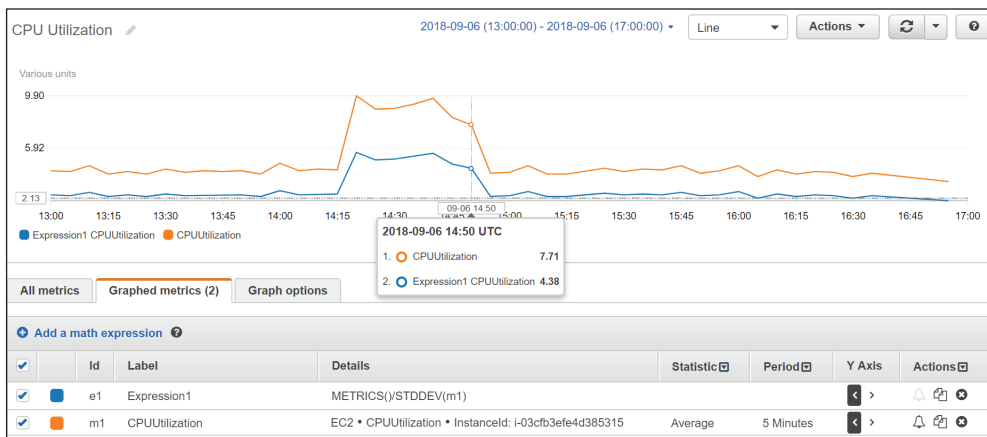 CPU Utilization
2018-09-06 (13:00:00) - 2018-09-06 (17:00:00)
Line
Actions
Various units
9.90
5.92
2.13
13:00 13:15 13:30 13:45 14:00 14:15 14:30 14:45 15:00 15:15 15:30 15:45 16:00 16:15 16:30 16:45 17:00
09-06 14:50
Expression1 CPUUtilization CPUUtilization
2018-09-06 14:50 UTC
1. CPUUtilization 7.71
2. Expression1 CPUUtilization 4.38
All metrics Graphed metrics (2) Graph options
Add a math expression ?
Id Label Details Statistic Period Y Axis Actions
e1 Expression1 METRICS()/STDDEV(m1) < >
m1 CPUUtilization EC2 • CPUUtilization • InstanceId: i-03cfb3efe4d385315 Average 5 Minutes < >